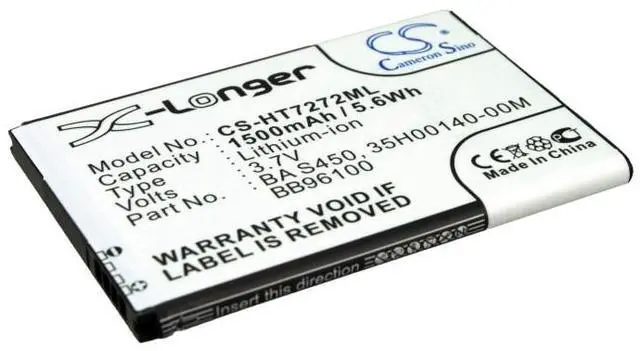 X-Longer
CS
Cameron Sino
Model No. CS-HT7272ML
Capacity 1500mAh / 5.6Wh
Type Lithium-ion
Volts 3.7V
Part No. BA S450, 35H00140-00M
BB96100
WARRANTY VOID IF
LABEL IS REMOVED!
CE
Made In China